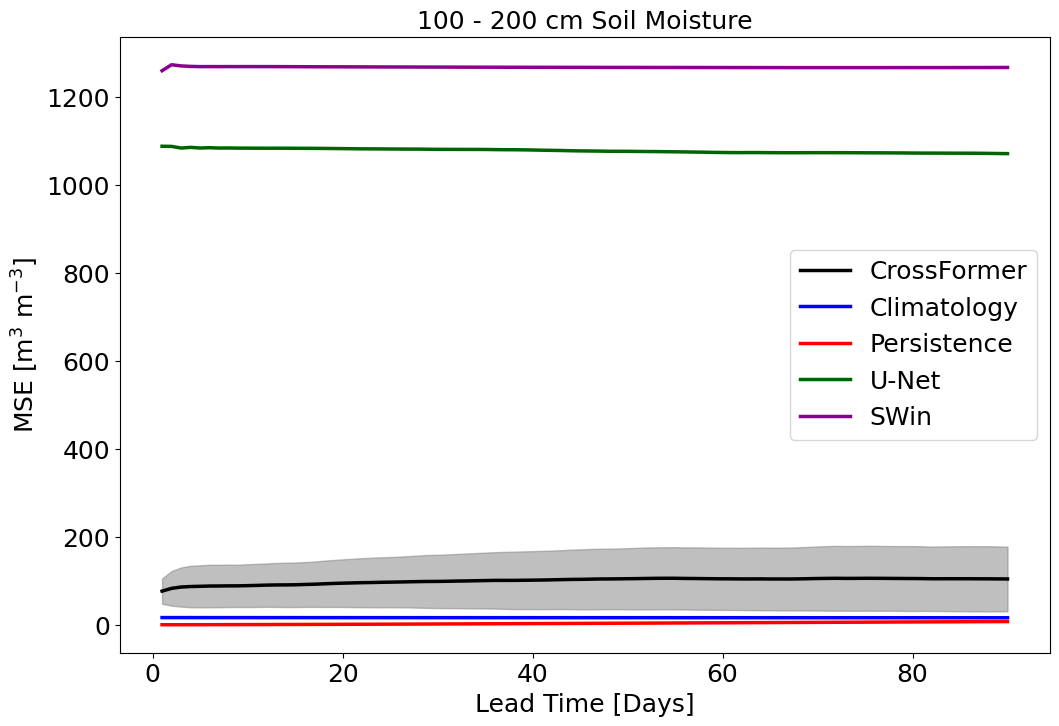 100 - 200 cm Soil Moisture
MSE [m³ m⁻³]
1200
1000
800
600
400
200
0
CrossFormer
Climatology
Persistence
U-Net
SWin
0 20 40 60 80
Lead Time [Days]